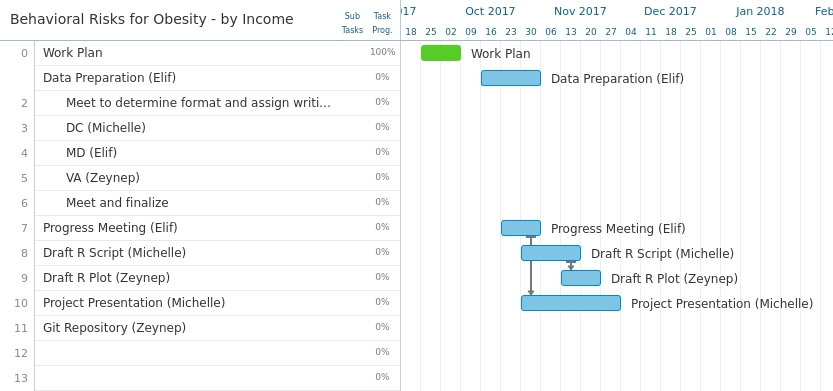 Behavioral Risks for Obesity - by Income
Sub Tasks
Task Prog.
017 Oct 2017 Nov 2017 Dec 2017 Jan 2018 Feb
18 25 02 09 16 23 30 06 13 20 27 04 11 18 25 01 08 15 22 29 05 12
0 Work Plan 100% Work Plan
Data Preparation (Elif) 0% Data Preparation (Elif)
2 Meet to determine format and assign writi... 0%
3 DC (Michelle) 0%
4 MD (Elif) 0%
5 VA (Zeynep) 0%
6 Meet and finalize 0%
7 Progress Meeting (Elif) 0% Progress Meeting (Elif)
8 Draft R Script (Michelle) 0% Draft R Script (Michelle)
9 Draft R Plot (Zeynep) 0% Draft R Plot (Zeynep)
10 Project Presentation (Michelle) 0% Project Presentation (Michelle)
11 Git Repository (Zeynep) 0%
12 0%
13 0%